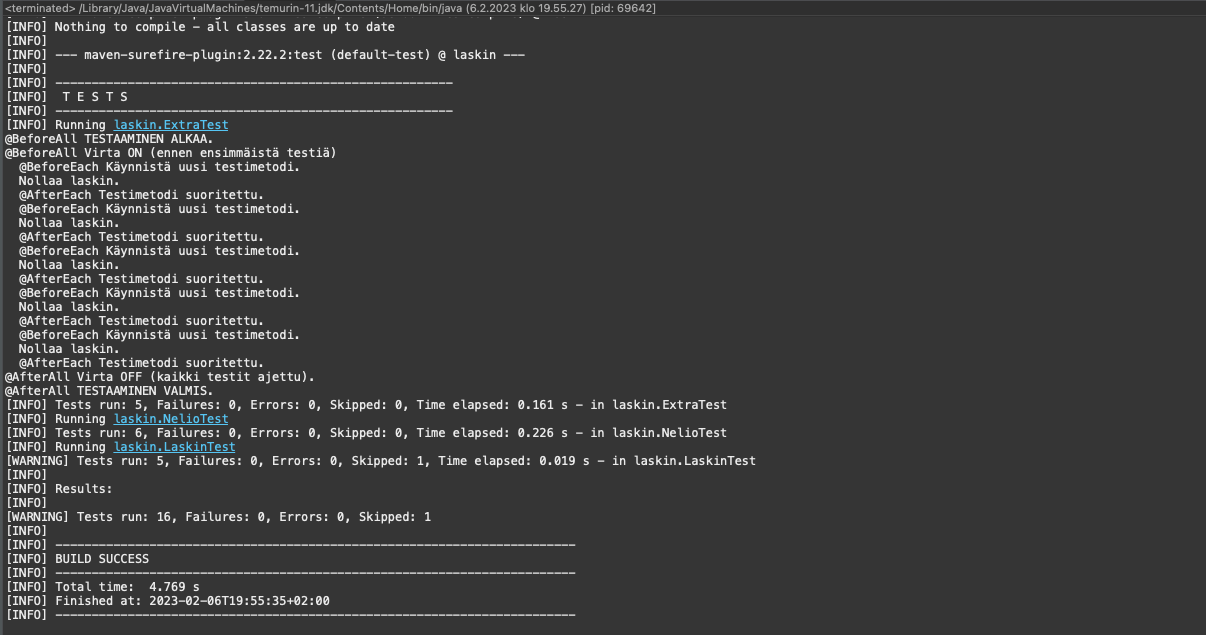 <terminated> /Library/Java/JavaVirtualMachines/temurin-11.jdk/Contents/Home/bin/java (6.2.2023 klo 19.55.27) [pid: 69642]
[INFO] Nothing to compile - all classes are up to date
[INFO]
[INFO] --- maven-surefire-plugin:2.22.2:test (default-test) @ laskin ---
[INFO]
[INFO] -------------------------------------------------------
[INFO]  T E S T S
[INFO] -------------------------------------------------------
[INFO] Running laskin.ExtraTest
@BeforeAll TESTAAMINEN ALKAA.
@BeforeAll Virta ON (ennen ensimmäistä testiä)
  @BeforeEach Käynnistä uusi testimetodi.
  Nollaa laskin.
  @AfterEach Testimetodi suoritettu.
  @BeforeEach Käynnistä uusi testimetodi.
  Nollaa laskin.
  @AfterEach Testimetodi suoritettu.
  @BeforeEach Käynnistä uusi testimetodi.
  Nollaa laskin.
  @AfterEach Testimetodi suoritettu.
  @BeforeEach Käynnistä uusi testimetodi.
  Nollaa laskin.
  @AfterEach Testimetodi suoritettu.
  @BeforeEach Käynnistä uusi testimetodi.
  Nollaa laskin.
  @AfterEach Testimetodi suoritettu.
@AfterAll Virta OFF (kaikki testit ajettu).
@AfterAll TESTAAMINEN VALMIS.
[INFO] Tests run: 5, Failures: 0, Errors: 0, Skipped: 0, Time elapsed: 0.161 s - in laskin.ExtraTest
[INFO] Running laskin.NelioTest
[INFO] Tests run: 6, Failures: 0, Errors: 0, Skipped: 0, Time elapsed: 0.226 s - in laskin.NelioTest
[INFO] Running laskin.LaskinTest
[WARNING] Tests run: 5, Failures: 0, Errors: 0, Skipped: 1, Time elapsed: 0.019 s - in laskin.LaskinTest
[INFO]
[INFO] Results:
[INFO]
[WARNING] Tests run: 16, Failures: 0, Errors: 0, Skipped: 1
[INFO]
[INFO] ------------------------------------------------------------------------
[INFO] BUILD SUCCESS
[INFO] ------------------------------------------------------------------------
[INFO] Total time:  4.769 s
[INFO] Finished at: 2023-02-06T19:55:35+02:00
[INFO] ------------------------------------------------------------------------